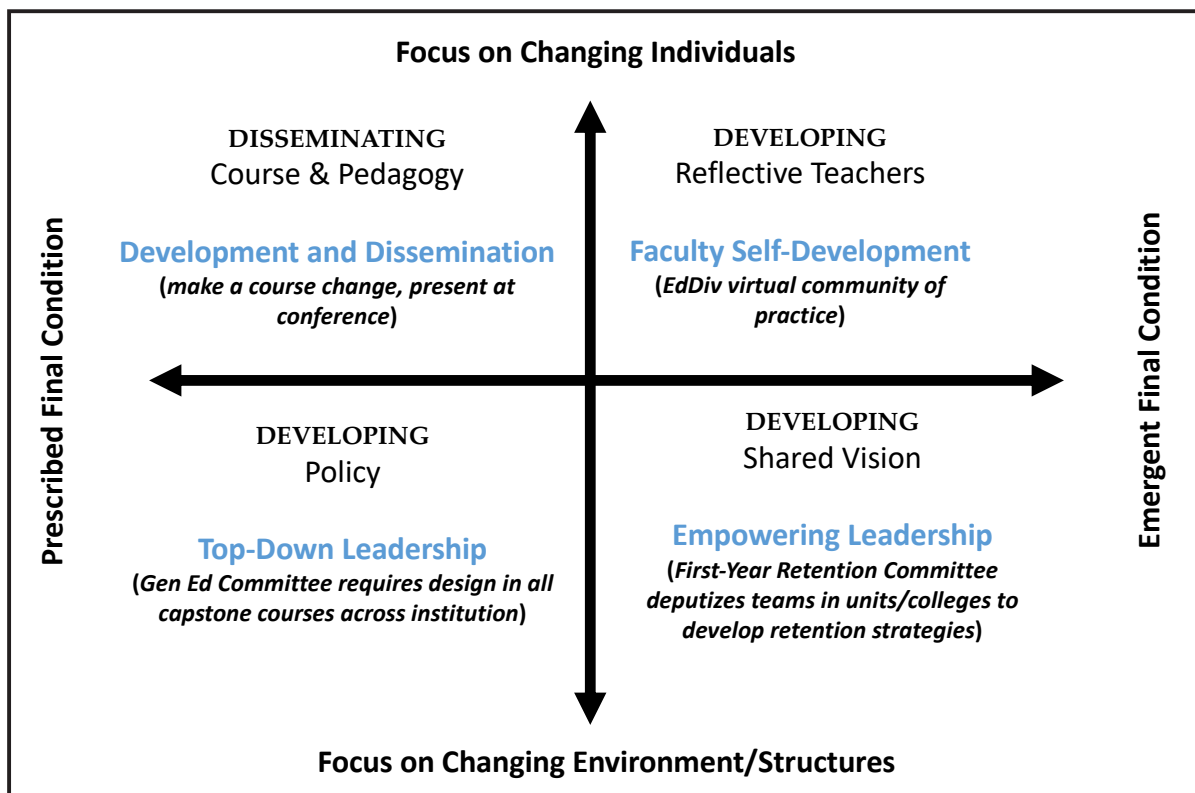 Focus on Changing Individuals
DISSEMINATING
Course & Pedagogy
Development and Dissemination
(make a course change, present at
conference)
DEVELOPING
Reflective Teachers
Faculty Self-Development
(EdDiv virtual community of
practice)
Prescribed Final Condition
Emergent Final Condition
DEVELOPING
Policy
Top-Down Leadership
(Gen Ed Committee requires design in all
capstone courses across institution)
DEVELOPING
Shared Vision
Empowering Leadership
(First-Year Retention Committee
deputizes teams in units/colleges to
develop retention strategies)
Focus on Changing Environment/Structures